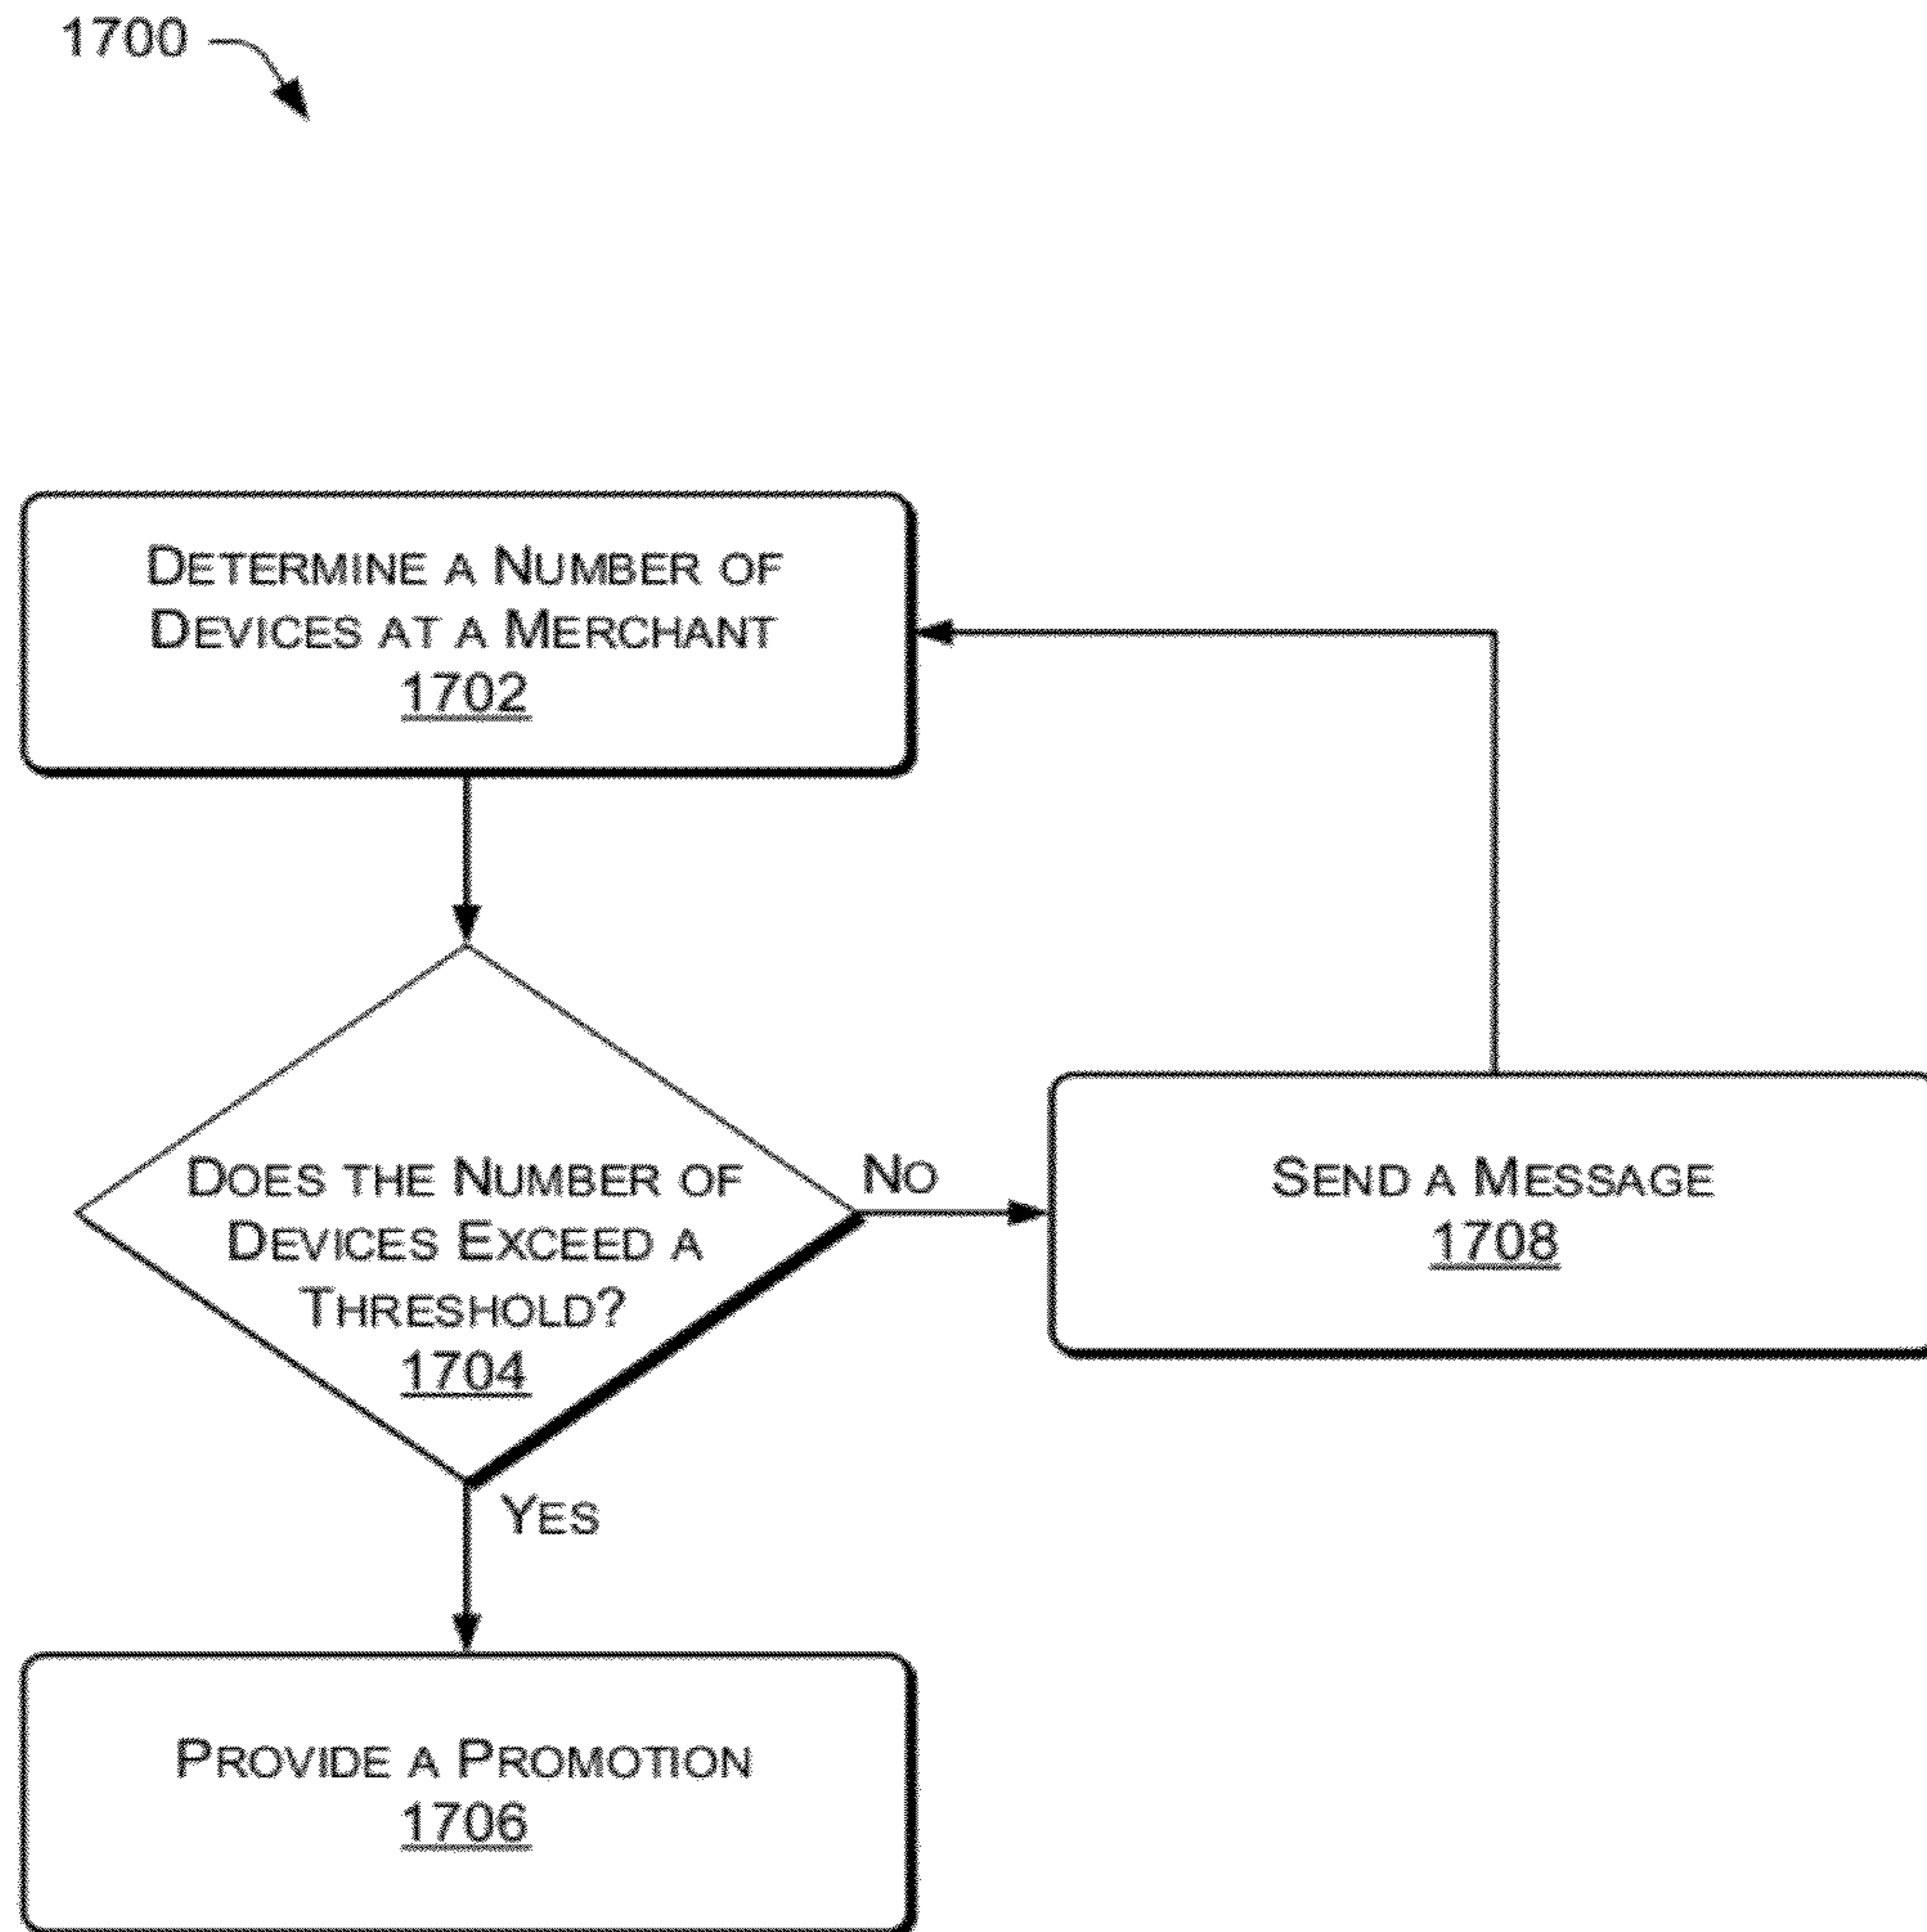 1700
DETERMINE A NUMBER OF
DEVICES AT A MERCHANT
1702
DOES THE NUMBER OF
DEVICES EXCEED A
THRESHOLD?
1704
NO
SEND A MESSAGE
1708
YES
PROVIDE A PROMOTION
1706